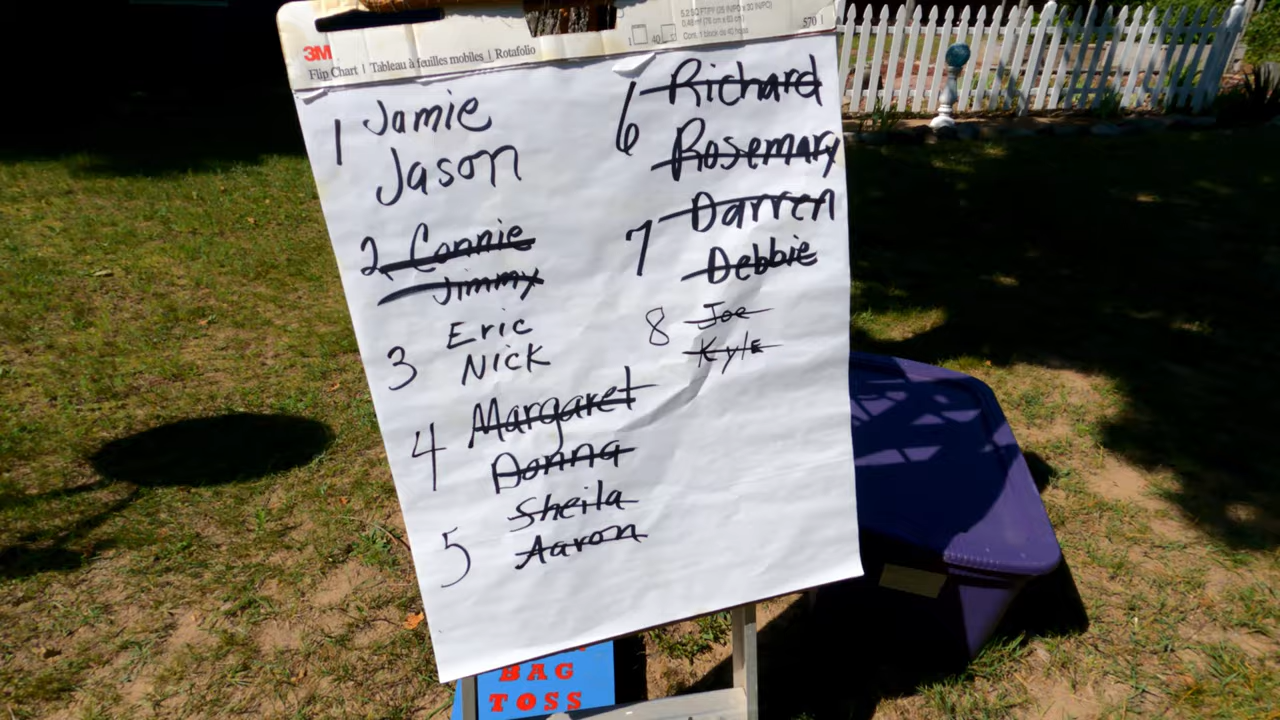 3M
Flip Chart | Tableau à feuilles mobiles | Rotafolio
570
1 Jamie
Jason
2 Connie
Jimmy
3 Eric
Nick
4 Margaret
Donna
5 Sheila
Aaron
6 Richard
Rosemary
7 Darren
Debbie
8 Joe
Kyle
BAG
TOSS